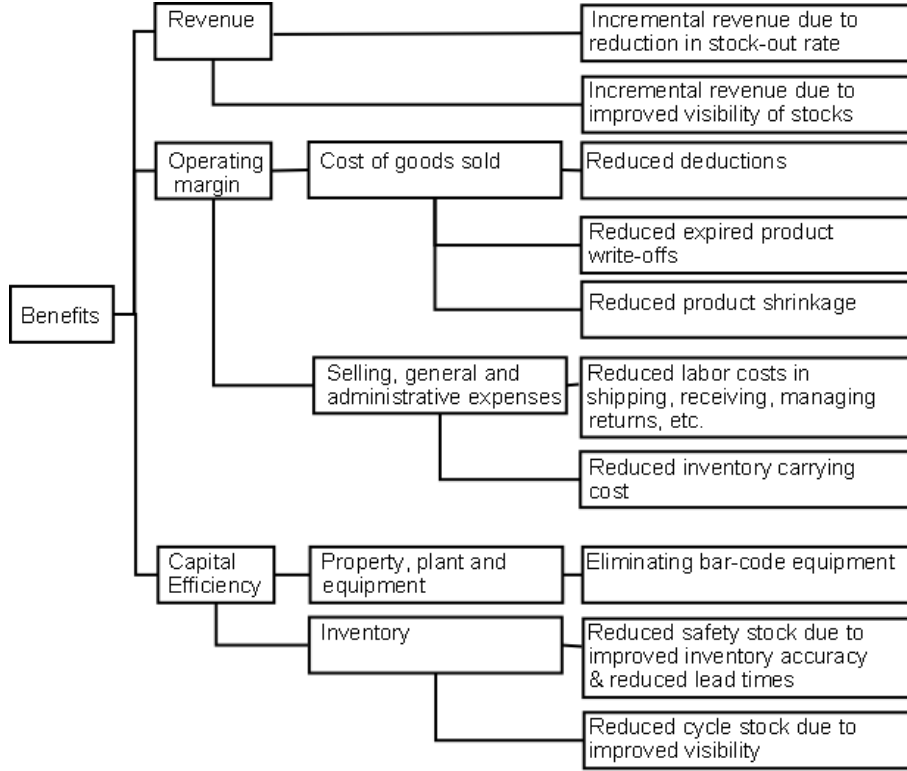 Revenue
Incremental revenue due to
reduction in stock-out rate
Incremental revenue due to
improved visibility of stocks
Operating
margin
Cost of goods sold
Reduced deductions
Reduced expired product
write-offs
Reduced product shrinkage
Benefits
Selling, general and
administrative expenses
Reduced labor costs in
shipping, receiving, managing
returns, etc.
Reduced inventory carrying
cost
Capital
Efficiency
Property, plant and
equipment
Eliminating bar-code equipment
Inventory
Reduced safety stock due to
improved inventory accuracy
& reduced lead times
Reduced cycle stock due to
improved visibility